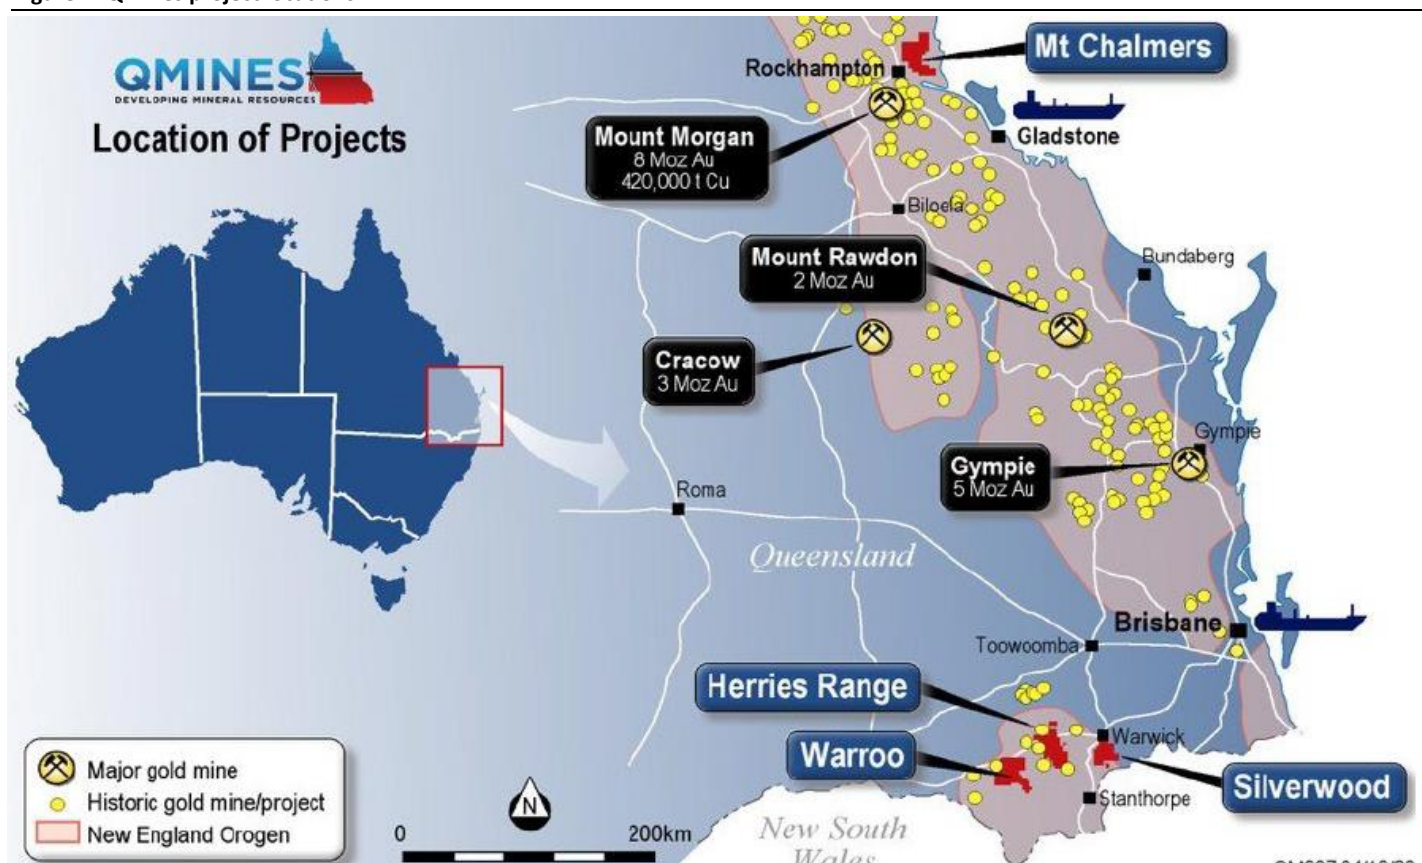 QMINES
DEVELOPING MINERAL RESOURCES
Location of Projects
Mt Chalmers
Rockhampton
Mount Morgan
8 Moz Au
420,000 t Cu
Gladstone
Biloela
Mount Rawdon
2 Moz Au
Bundaberg
Cracow
3 Moz Au
Gympie
Gympie
5 Moz Au
Roma
Queensland
Brisbane
Toowoomba
Herries Range
Warroo
Warwick
Silverwood
Stanthorpe
New South
Wales
Major gold mine
Historic gold mine/project
New England Orogen
N
0 200km